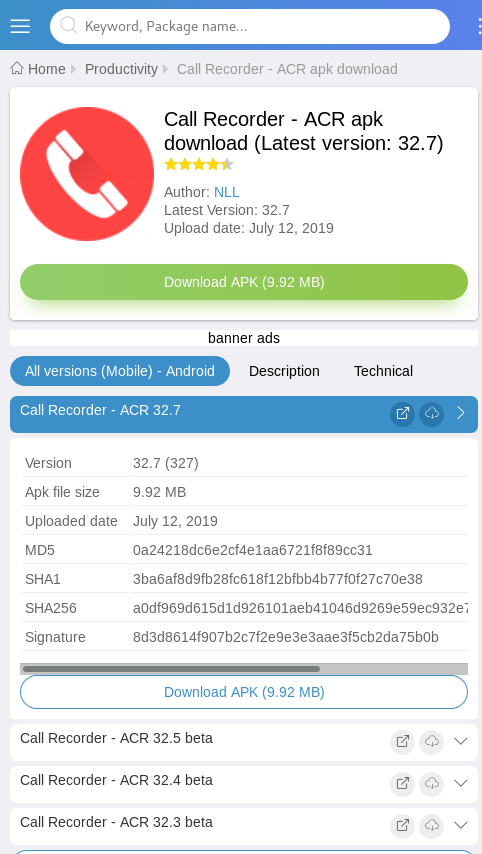 Keyword, Package name...
Home Productivity Call Recorder - ACR apk download
Call Recorder - ACR apk
download (Latest version: 32.7)
Author: NLL
Latest Version: 32.7
Upload date: July 12, 2019
Download APK (9.92 MB)
banner ads
All versions (Mobile) - Android Description Technical
Call Recorder - ACR 32.7
Version 32.7 (327)
Apk file size 9.92 MB
Uploaded date July 12, 2019
MD5 0a24218dc6e2cf4e1aa6721f8f89cc31
SHA1 3ba6af8d9fb28fc618f12bfbb4b77f0f27c70e38
SHA256 a0df969d615d1d926101aeb41046d9269e59ec932e7
Signature 8d3d8614f907b2c7f2e9e3e3aae3f5cb2da75b0b
Download APK (9.92 MB)
Call Recorder - ACR 32.5 beta
Call Recorder - ACR 32.4 beta
Call Recorder - ACR 32.3 beta